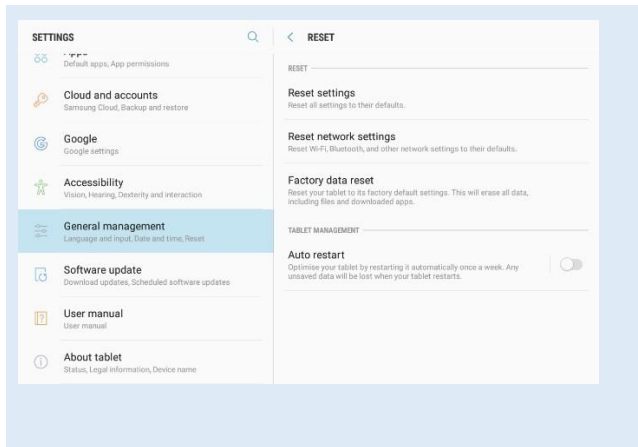 SETTINGS
Apps
Default apps, App permissions
Cloud and accounts
Samsung Cloud, Backup and restore
Google
Google settings
Accessibility
Vision, Hearing, Dexterity and interaction
General management
Language and input, Date and time, Reset
Software update
Download updates, Scheduled software updates
User manual
User manual
About tablet
Status, Legal information, Device name
RESET
RESET
Reset settings
Reset all settings to their defaults.
Reset network settings
Reset Wi-Fi, Bluetooth, and other network settings to their defaults.
Factory data reset
Reset your tablet to its factory default settings. This will erase all data,
including files and downloaded apps.
TABLET MANAGEMENT
Auto restart
Optimise your tablet by restarting it automatically once a week. Any
unsaved data will be lost when your tablet restarts.